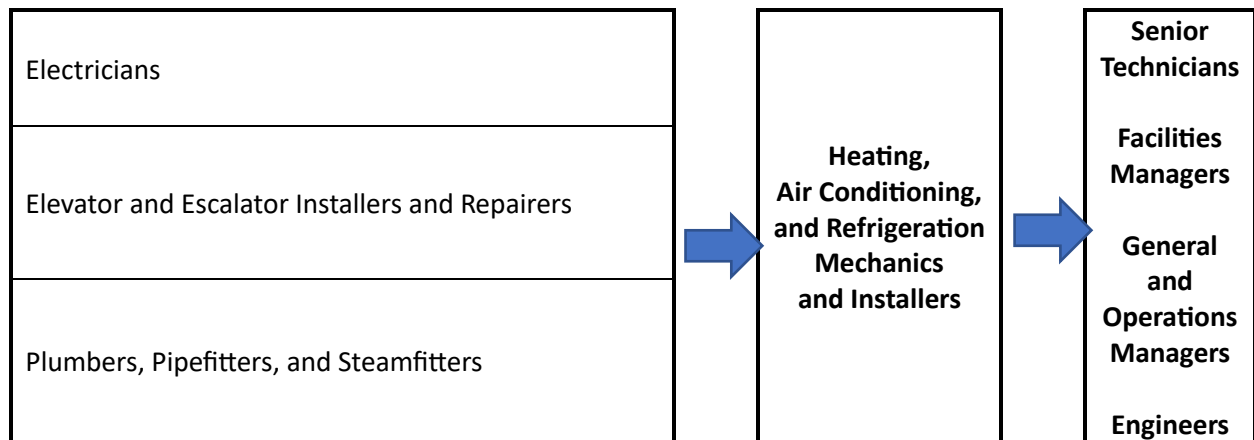 Electricians
Elevator and Escalator Installers and Repairers
Plumbers, Pipefitters, and Steamfitters
Heating,
Air Conditioning,
and Refrigeration
Mechanics
and Installers
Senior
Technicians
Facilities
Managers
General
and
Operations
Managers
Engineers